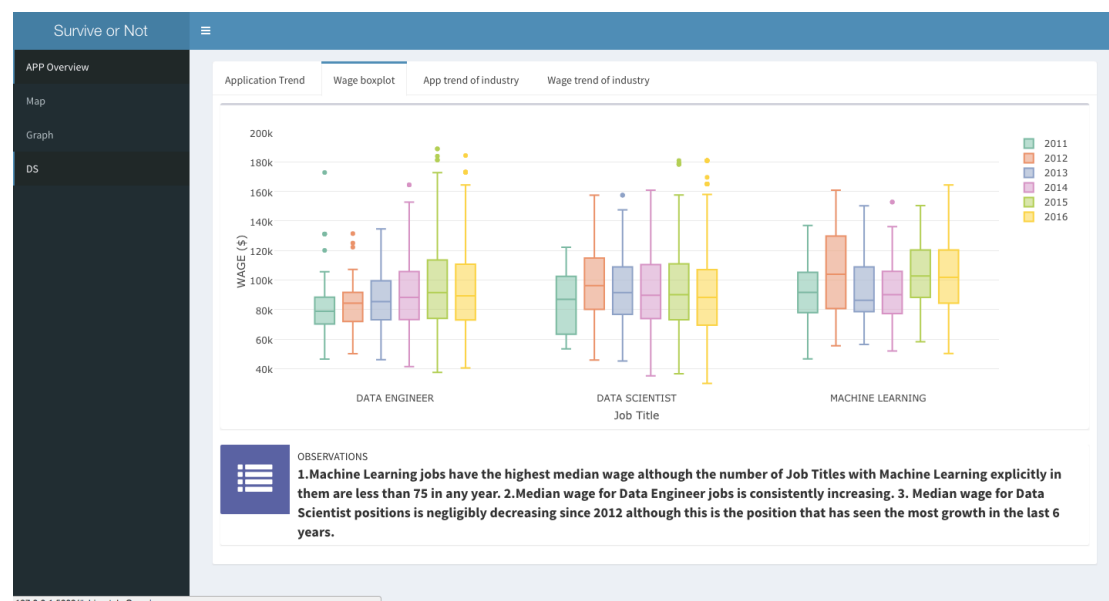 Survive or Not
APP Overview
Map
Graph
DS
Application Trend
Wage boxplot
App trend of industry
Wage trend of industry
WAGE ($)
200k
180k
160k
140k
120k
100k
80k
60k
40k
DATA ENGINEER
DATA SCIENTIST
MACHINE LEARNING
Job Title
2011
2012
2013
2014
2015
2016
OBSERVATIONS
1.Machine Learning jobs have the highest median wage although the number of Job Titles with Machine Learning explicitly in
them are less than 75 in any year. 2.Median wage for Data Engineer jobs is consistently increasing. 3. Median wage for Data
Scientist positions is negligibly decreasing since 2012 although this is the position that has seen the most growth in the last 6
years.